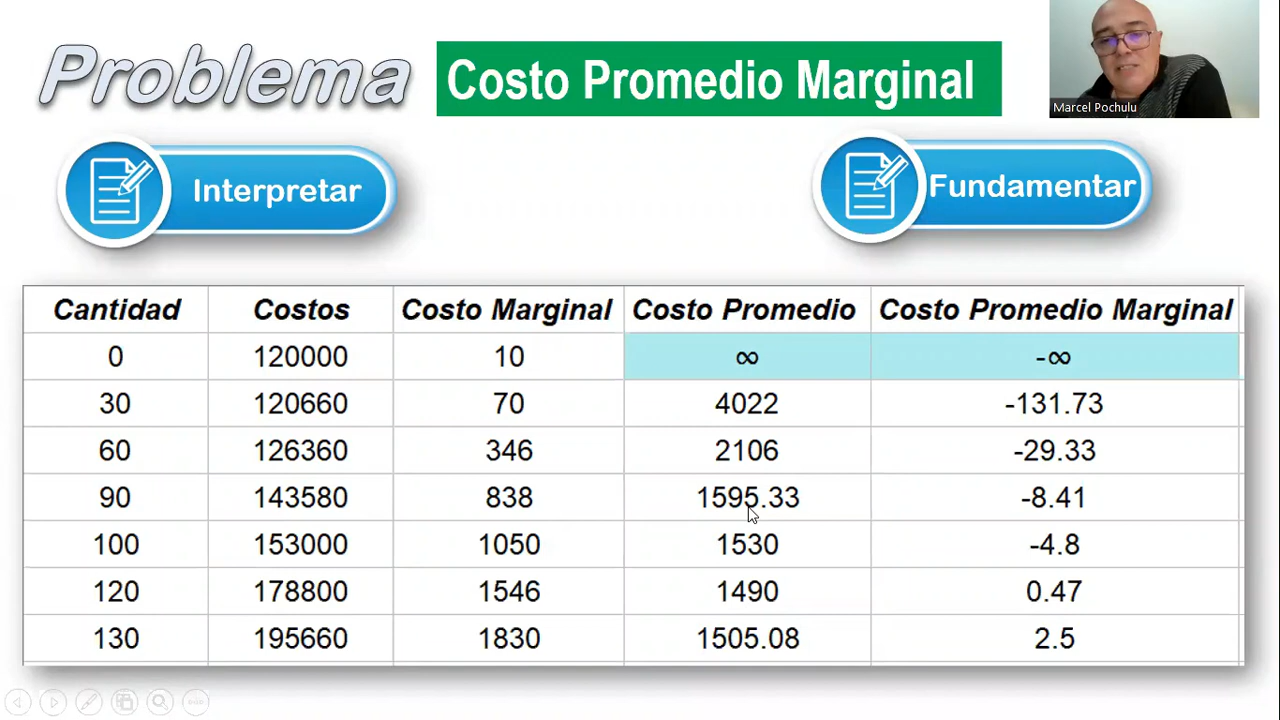 Problema
Costo Promedio Marginal
Marcel Pochulu
Interpretar
Fundamentar
Cantidad Costos Costo Marginal Costo Promedio Costo Promedio Marginal
0 120000 10 ∞ -∞
30 120660 70 4022 -131.73
60 126360 346 2106 -29.33
90 143580 838 1595.33 -8.41
100 153000 1050 1530 -4.8
120 178800 1546 1490 0.47
130 195660 1830 1505.08 2.5